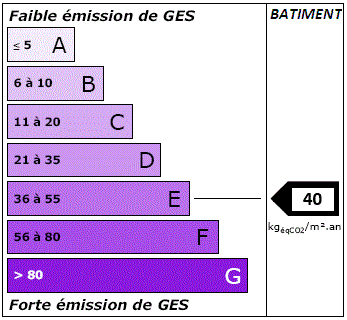 Faible émission de GES
BATIMENT
≤ 5 A
6 à 10 B
11 à 20 C
21 à 35 D
36 à 55 E
40
kgéqCO2/m².an
56 à 80 F
> 80 G
Forte émission de GES